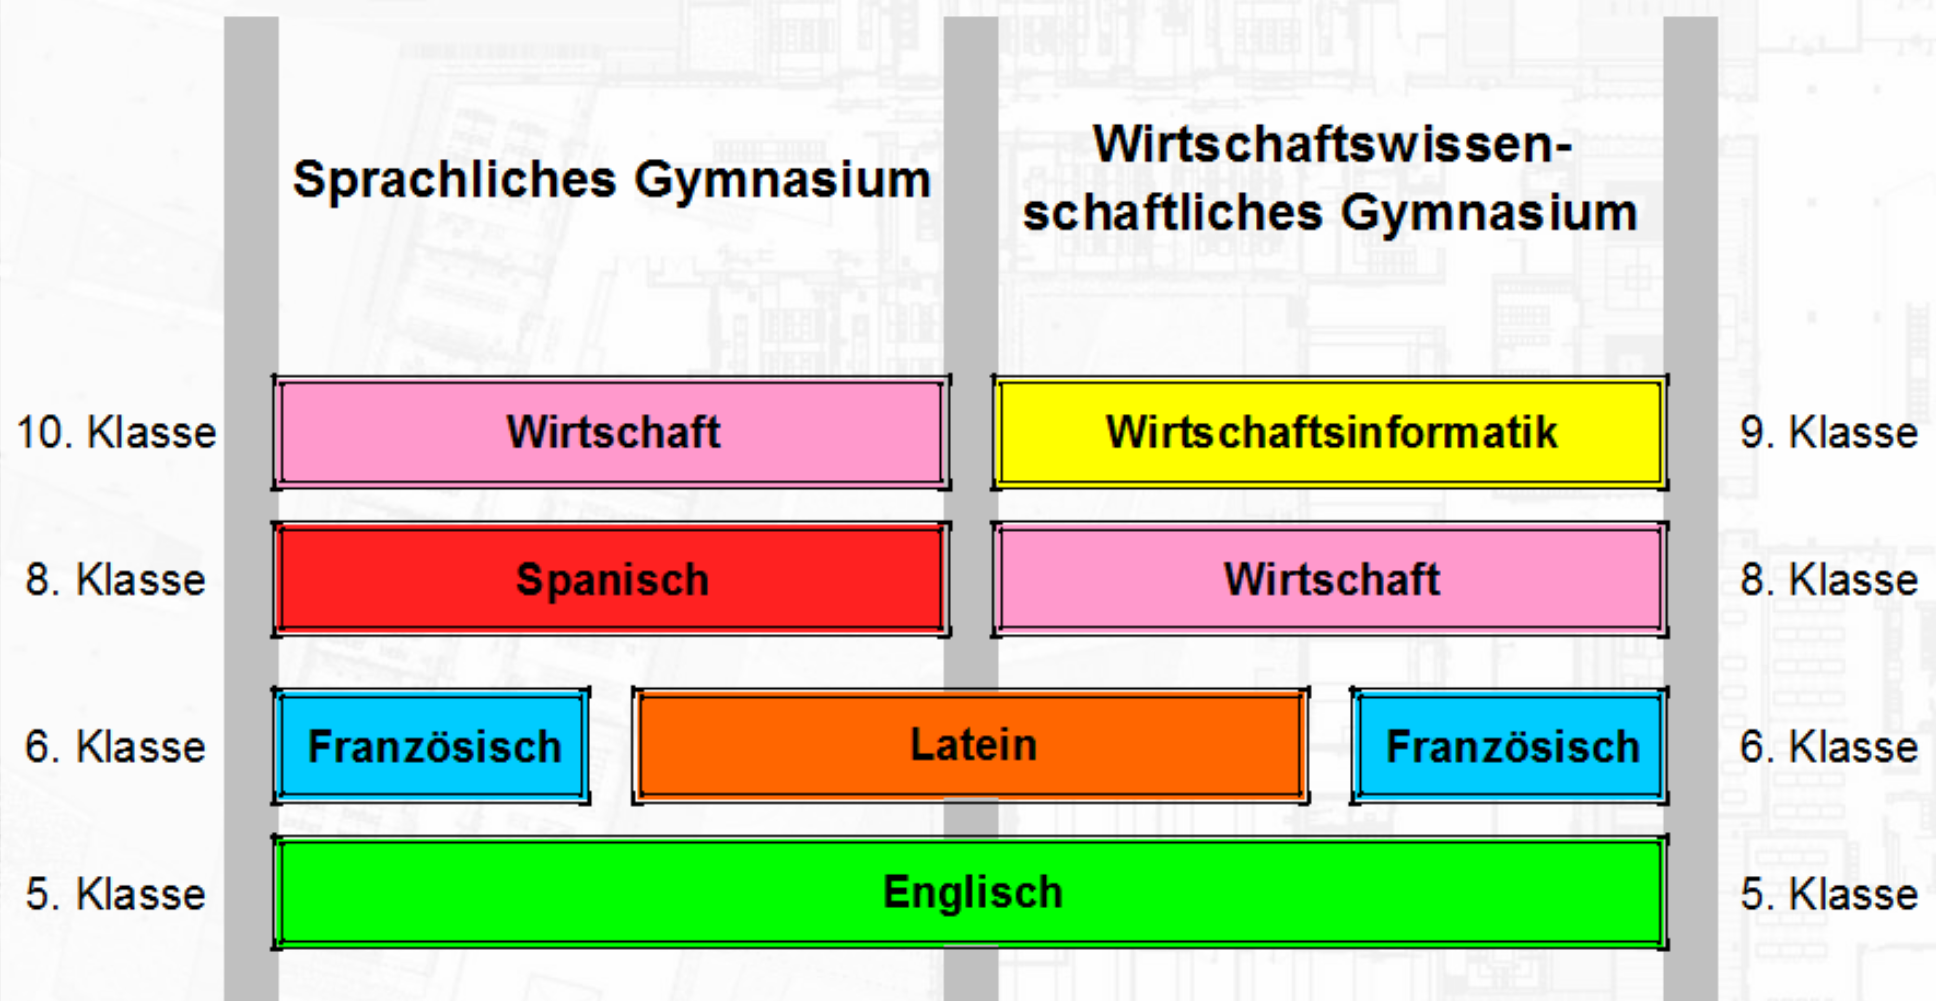 Sprachliches Gymnasium
Wirtschaftswissen-
schaftliches Gymnasium
10. Klasse
Wirtschaft
Wirtschaftsinformatik
9. Klasse
8. Klasse
Spanisch
Wirtschaft
8. Klasse
6. Klasse
Französisch
Latein
Französisch
6. Klasse
5. Klasse
Englisch
5. Klasse